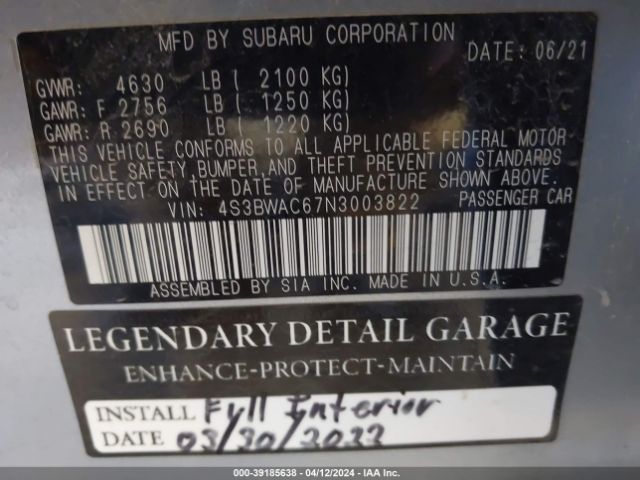 MFD BY SUBARU CORPORATION
DATE: 06/21
GVWR: 4630 LB ( 2100 KG)
GAWR: F 2756 LB ( 1250 KG)
GAWR: R 2690 LB ( 1220 KG)
THIS VEHICLE CONFORMS TO ALL APPLICABLE FEDERAL MOTOR
VEHICLE SAFETY, BUMPER, AND THEFT PREVENTION STANDARDS
IN EFFECT ON THE DATE OF MANUFACTURE SHOWN ABOVE.
VIN: 4S3BWAC67N3003822 PASSENGER CAR
ASSEMBLED BY SIA INC. MADE IN U.S.A.
LEGENDARY DETAIL GARAGE
ENHANCE-PROTECT-MAINTAIN
INSTALL Full Interior
DATE 03/30/2022
000-39185638 - 04/12/2024 - IAA Inc.